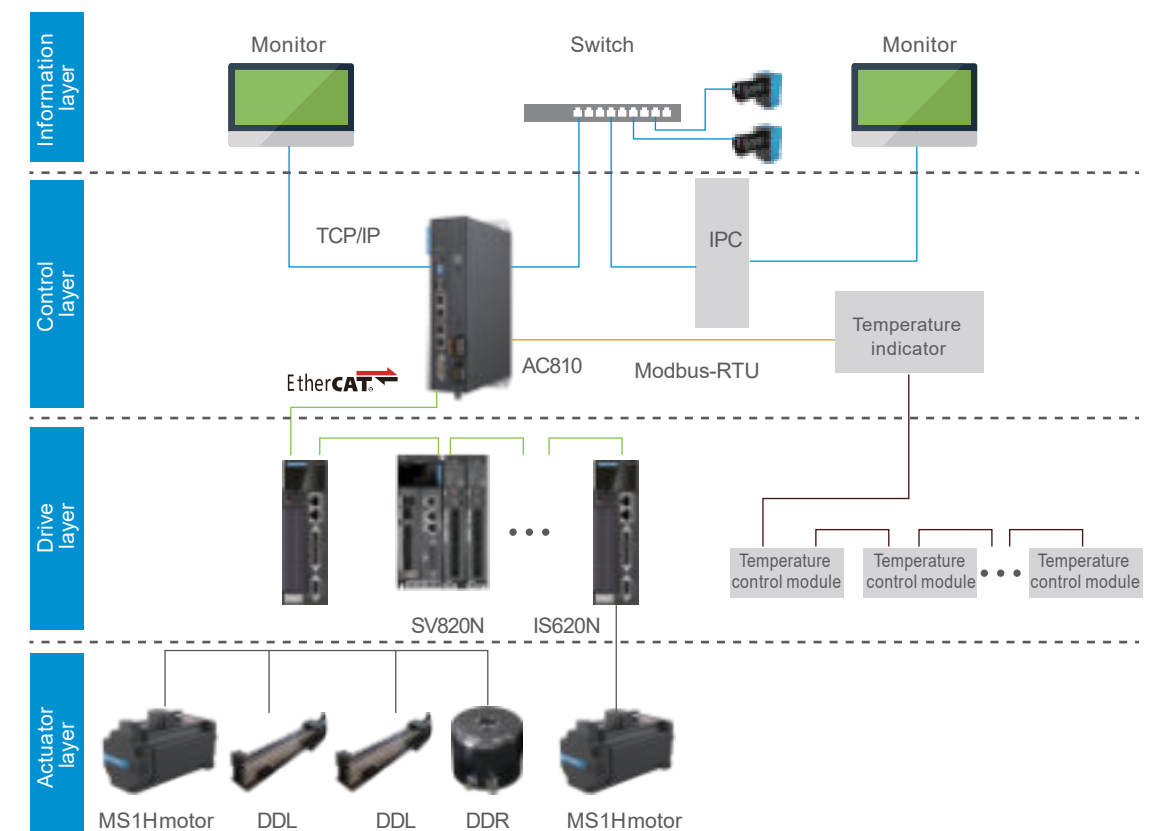 Information
layer
Monitor
Switch
Monitor
Control
layer
TCP/IP
IPC
Temperature
indicator
AC810
Modbus-RTU
EtherCAT
Drive
layer
Temperature
control module
Temperature
control module
Temperature
control module
SV820N
IS620N
Actuator
layer
MS1Hmotor
DDL
DDL
DDR
MS1Hmotor